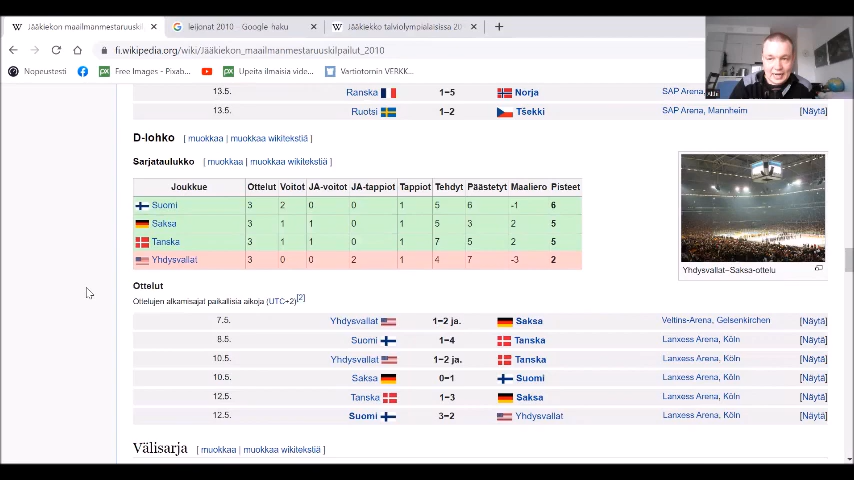 Jääkiekon maailmanmestaruuskil
leijonat 2010 - Google haku
Jääkiekko talviolympialaisissa 20
fi.wikipedia.org/wiki/Jääkiekon_maailmanmestaruuskilpailut_2010
Nopeustesti
Free Images - Pixab...
Upeita ilmaisia video...
Vartiotornin VERKK...
Akhi
13.5. Ranska 1–5 Norja SAP Arena,
13.5. Ruotsi 1–2 Tšekki SAP Arena, Mannheim [Näytä]
D-lohko [ muokkaa | muokkaa wikitekstiä ]
Sarjataulukko [ muokkaa | muokkaa wikitekstiä ]
Joukkue Ottelut Voitot JA-voitot JA-tappiot Tappiot Tehdyt Päästetyt Maaliero Pisteet
Suomi 3 2 0 0 1 5 6 -1 6
Saksa 3 1 1 0 1 5 3 2 5
Tanska 3 1 1 0 1 7 5 2 5
Yhdysvallat 3 0 0 2 1 4 7 -3 2
Yhdysvallat–Saksa-ottelu
Ottelut
Ottelujen alkamisajat paikallisia aikoja (UTC+2)[2]
7.5. Yhdysvallat 1–2 ja. Saksa Veltins-Arena, Gelsenkirchen [Näytä]
8.5. Suomi 1–4 Tanska Lanxess Arena, Köln [Näytä]
10.5. Yhdysvallat 1–2 ja. Tanska Lanxess Arena, Köln [Näytä]
10.5. Saksa 0–1 Suomi Lanxess Arena, Köln [Näytä]
12.5. Tanska 1–3 Saksa Lanxess Arena, Köln [Näytä]
12.5. Suomi 3–2 Yhdysvallat Lanxess Arena, Köln [Näytä]
Välisarja [ muokkaa | muokkaa wikitekstiä ]